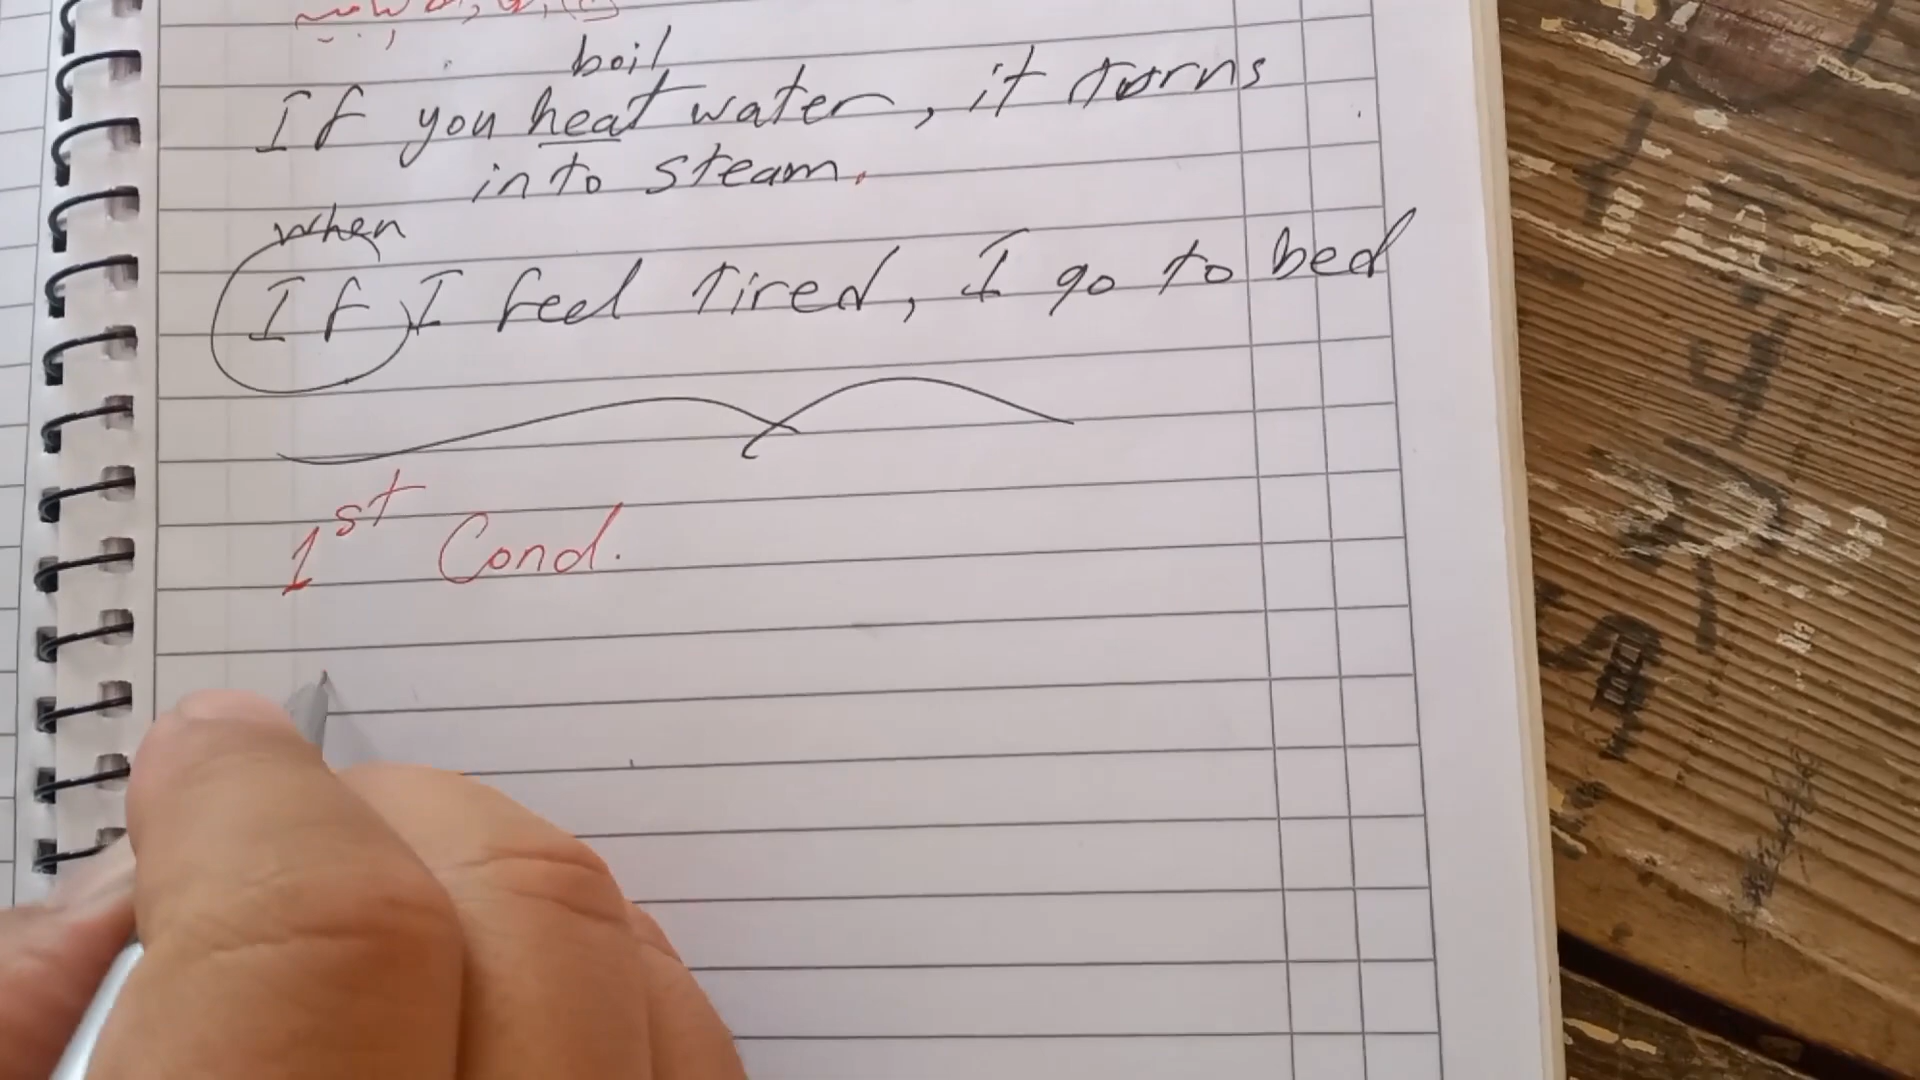 boil
If you heat water, it turns
into steam.
when
If I feel tired, I go to bed
1st Cond.